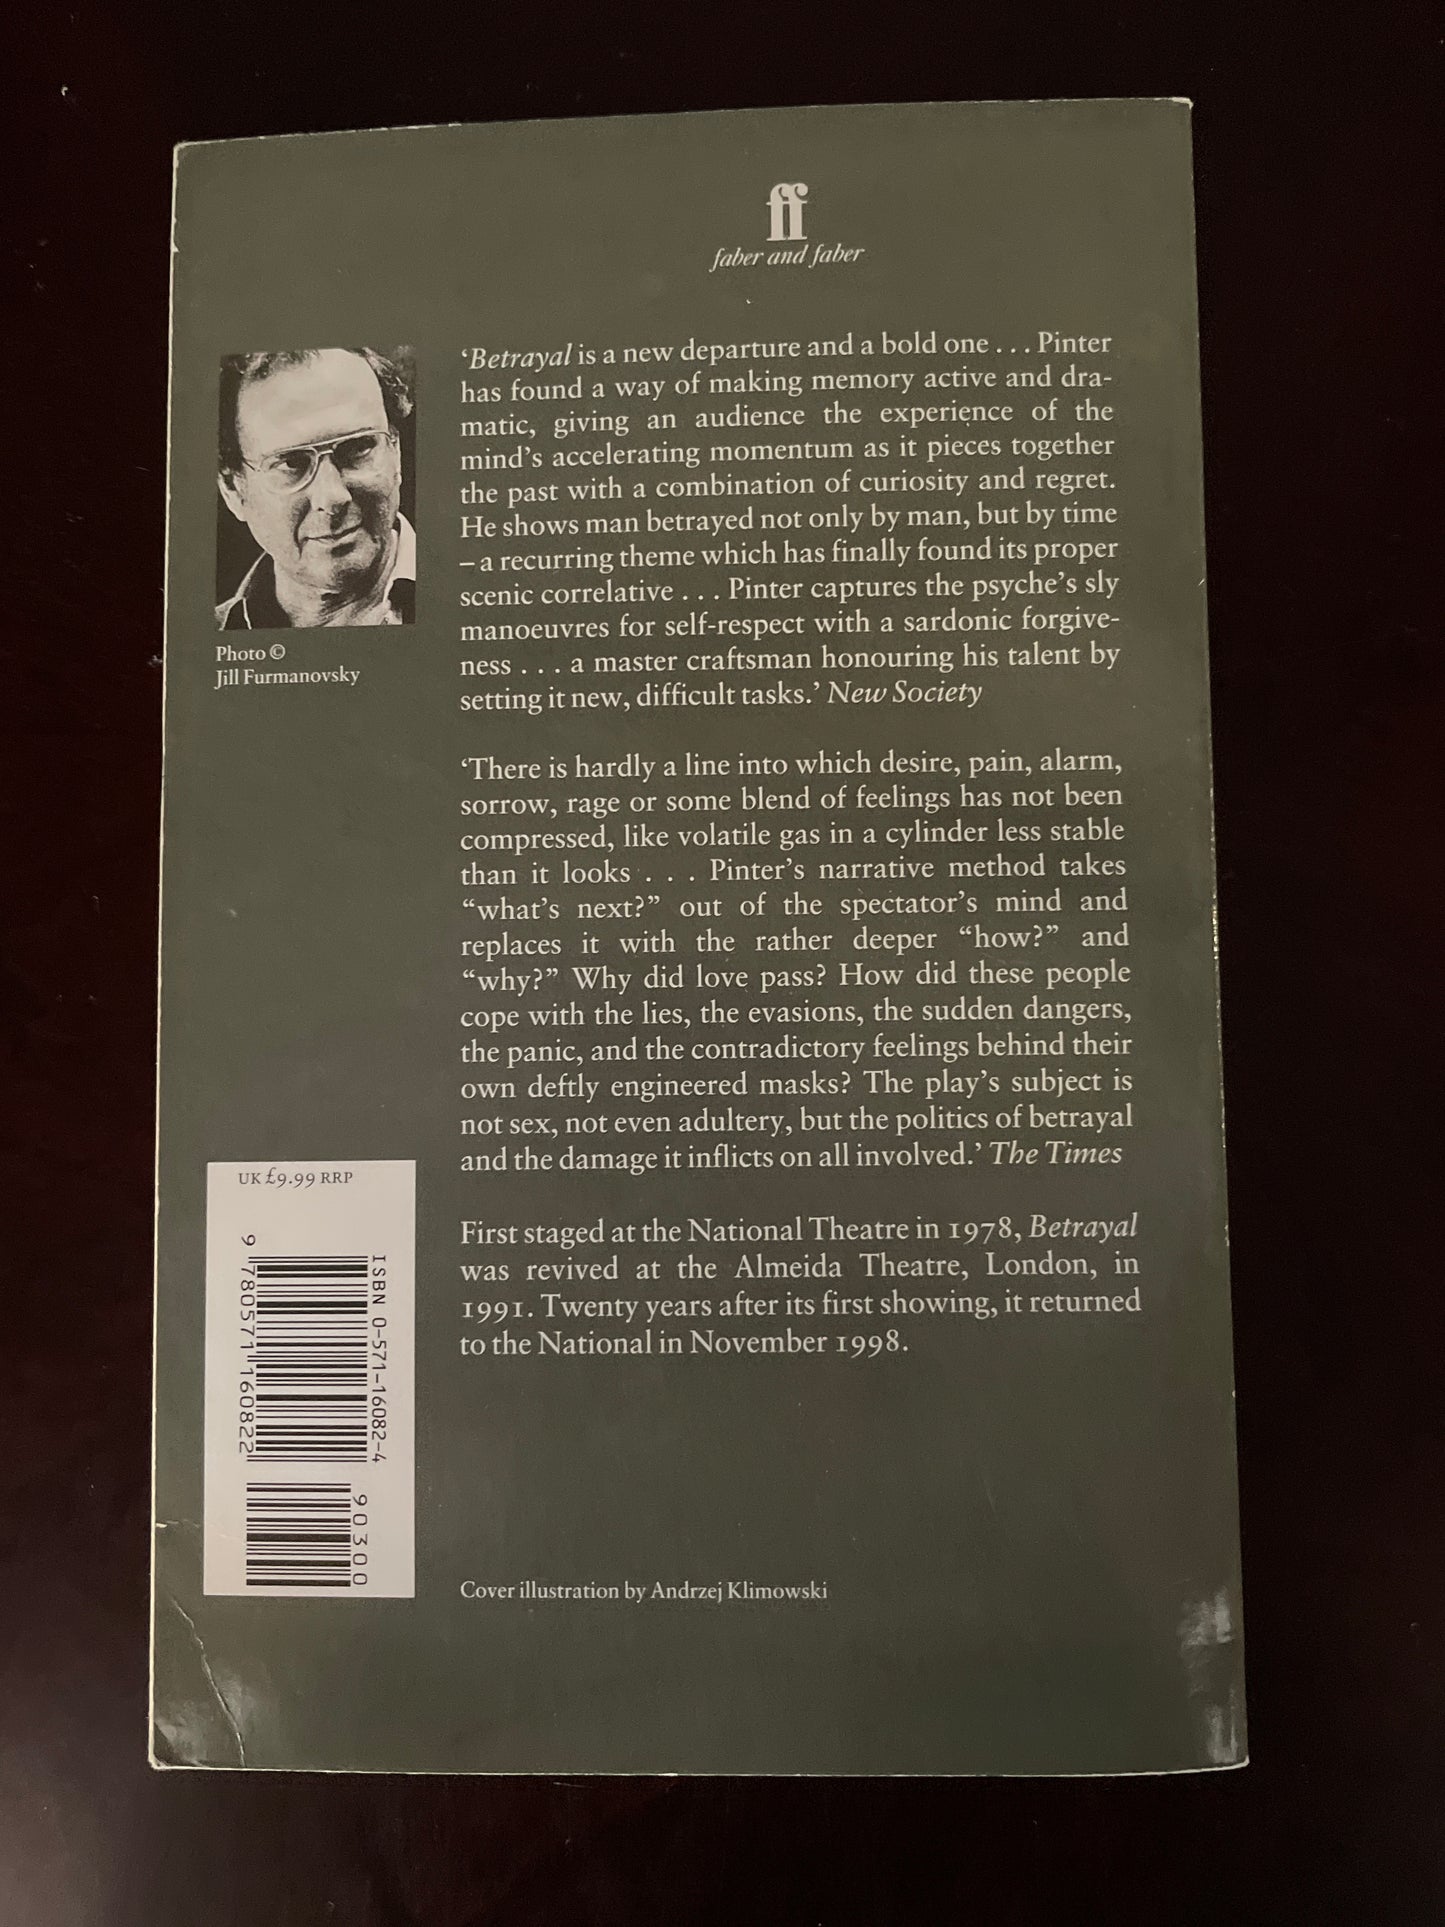 ff
faber and faber
‘Betrayal is a new departure and a bold one . . . Pinter
has found a way of making memory active and dra-
matic, giving an audience the experience of the
mind’s accelerating momentum as it pieces together
the past with a combination of curiosity and regret.
He shows man betrayed not only by man, but by time
– a recurring theme which has finally found its proper
scenic correlative . . . Pinter captures the psyche’s sly
manoeuvres for self-respect with a sardonic forgive-
ness . . . a master craftsman honouring his talent by
setting it new, difficult tasks.’ New Society
Photo ©
Jill Furmanovsky
‘There is hardly a line into which desire, pain, alarm,
sorrow, rage or some blend of feelings has not been
compressed, like volatile gas in a cylinder less stable
than it looks . . . Pinter’s narrative method takes
“what’s next?” out of the spectator’s mind and
replaces it with the rather deeper “how?” and
“why?” Why did love pass? How did these people
cope with the lies, the evasions, the sudden dangers,
the panic, and the contradictory feelings behind their
own deftly engineered masks? The play’s subject is
not sex, not even adultery, but the politics of betrayal
and the damage it inflicts on all involved.’ The Times
First staged at the National Theatre in 1978, Betrayal
was revived at the Almeida Theatre, London, in
1991. Twenty years after its first showing, it returned
to the National in November 1998.
UK £9.99 RRP
ISBN 0-571-16082-4
9 780571 160822
90300
Cover illustration by Andrzej Klimowski